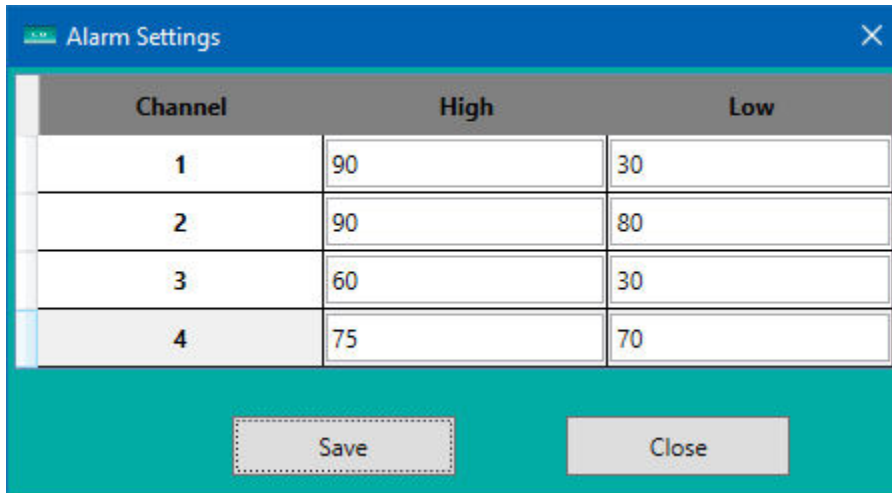 Alarm Settings
Channel High Low
1 90 30
2 90 80
3 60 30
4 75 70
Save Close